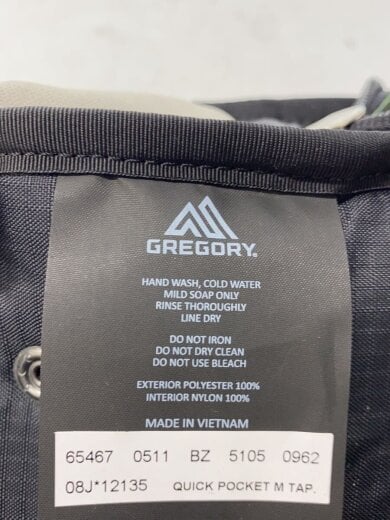 GREGORY.
HAND WASH, COLD WATER
MILD SOAP ONLY
RINSE THOROUGHLY
LINE DRY
DO NOT IRON
DO NOT DRY CLEAN
DO NOT USE BLEACH
EXTERIOR POLYESTER 100%
INTERIOR NYLON 100%
MADE IN VIETNAM
65467 0511 BZ 5105 0962
08J*12135 QUICK POCKET M TAP.